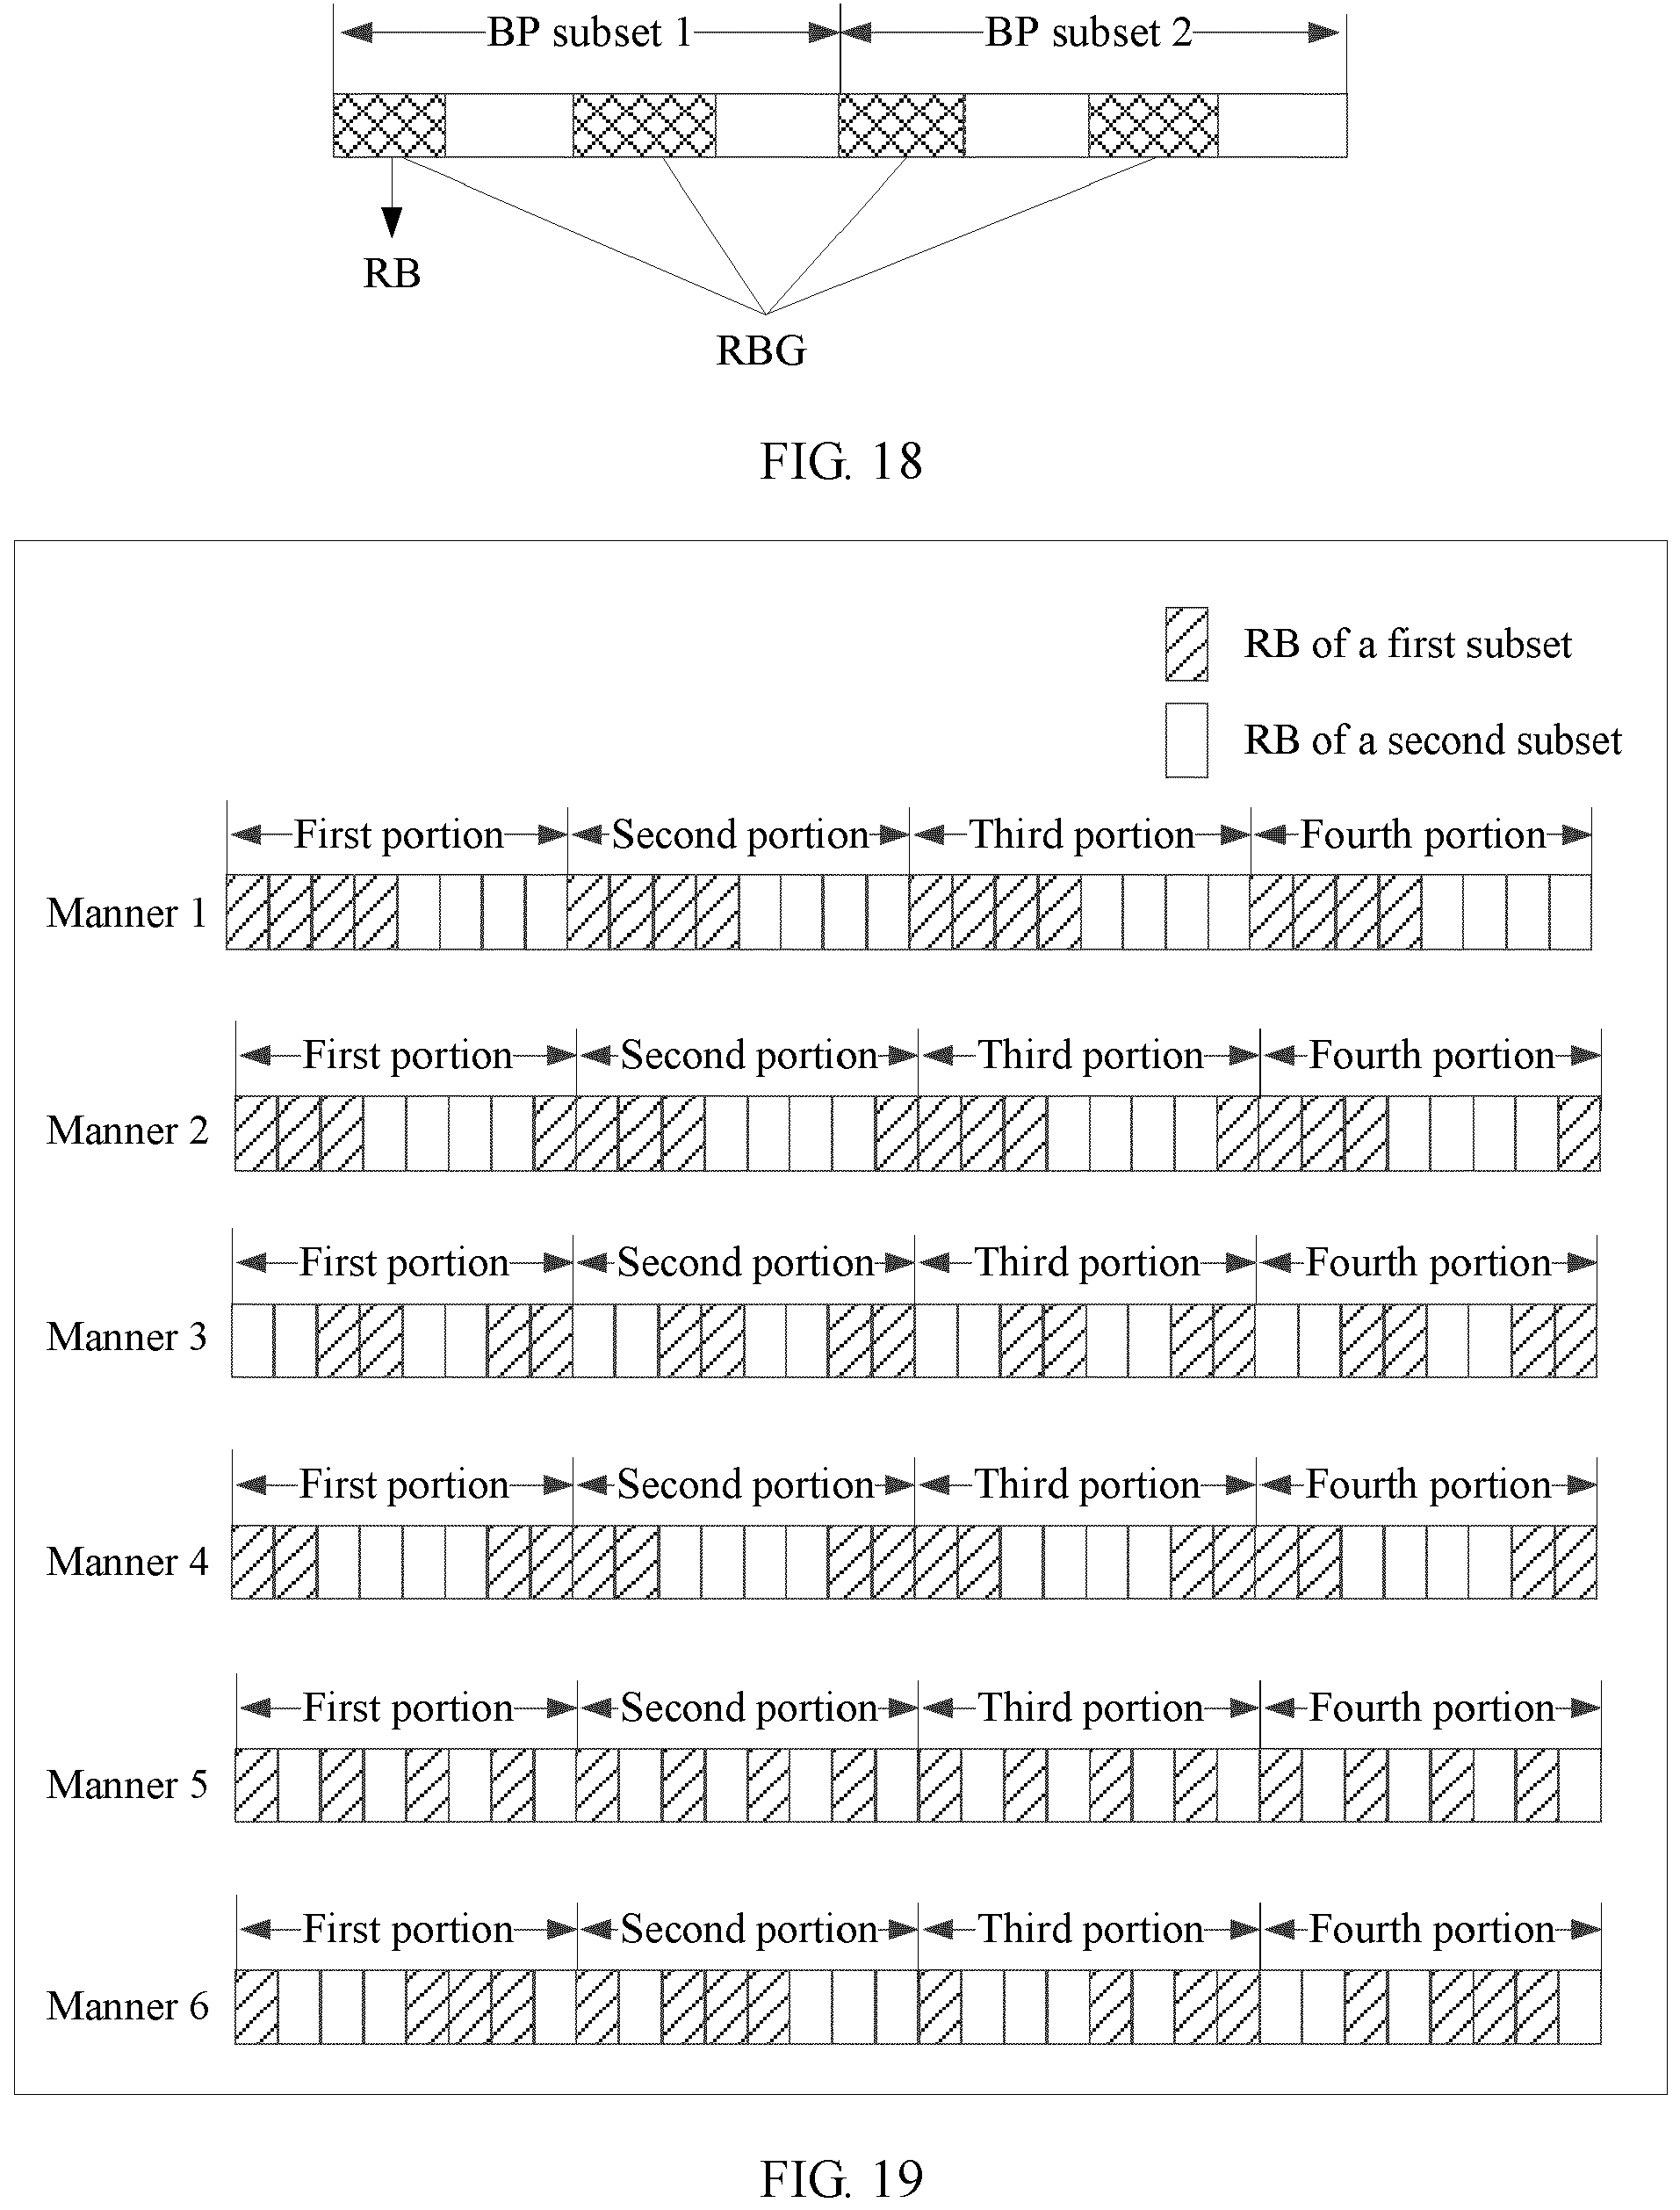 BP subset 1 BP subset 2
RB
RBG
FIG. 18
RB of a first subset
RB of a second subset
First portion Second portion Third portion Fourth portion
Manner 1
First portion Second portion Third portion Fourth portion
Manner 2
First portion Second portion Third portion Fourth portion
Manner 3
First portion Second portion Third portion Fourth portion
Manner 4
First portion Second portion Third portion Fourth portion
Manner 5
First portion Second portion Third portion Fourth portion
Manner 6
FIG. 19